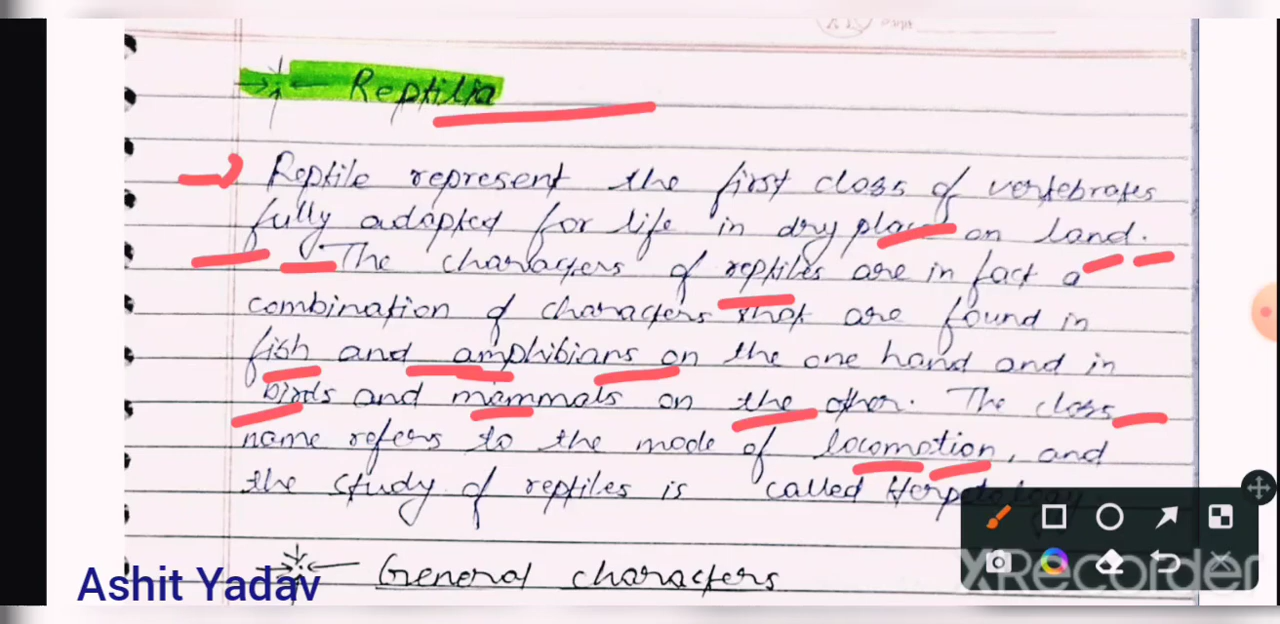 Reptilia
Reptile represent the first class of vertebrates
fully adapted for life in dry place on land.
The characters of reptiles are in fact a
combination of characters that are found in
fish and amphibians on the one hand and in
birds and mammals on the other. The class
name refers to the mode of locomotion, and
the study of reptiles is called Herpetology
General characters
Ashit Yadav
XRecorder